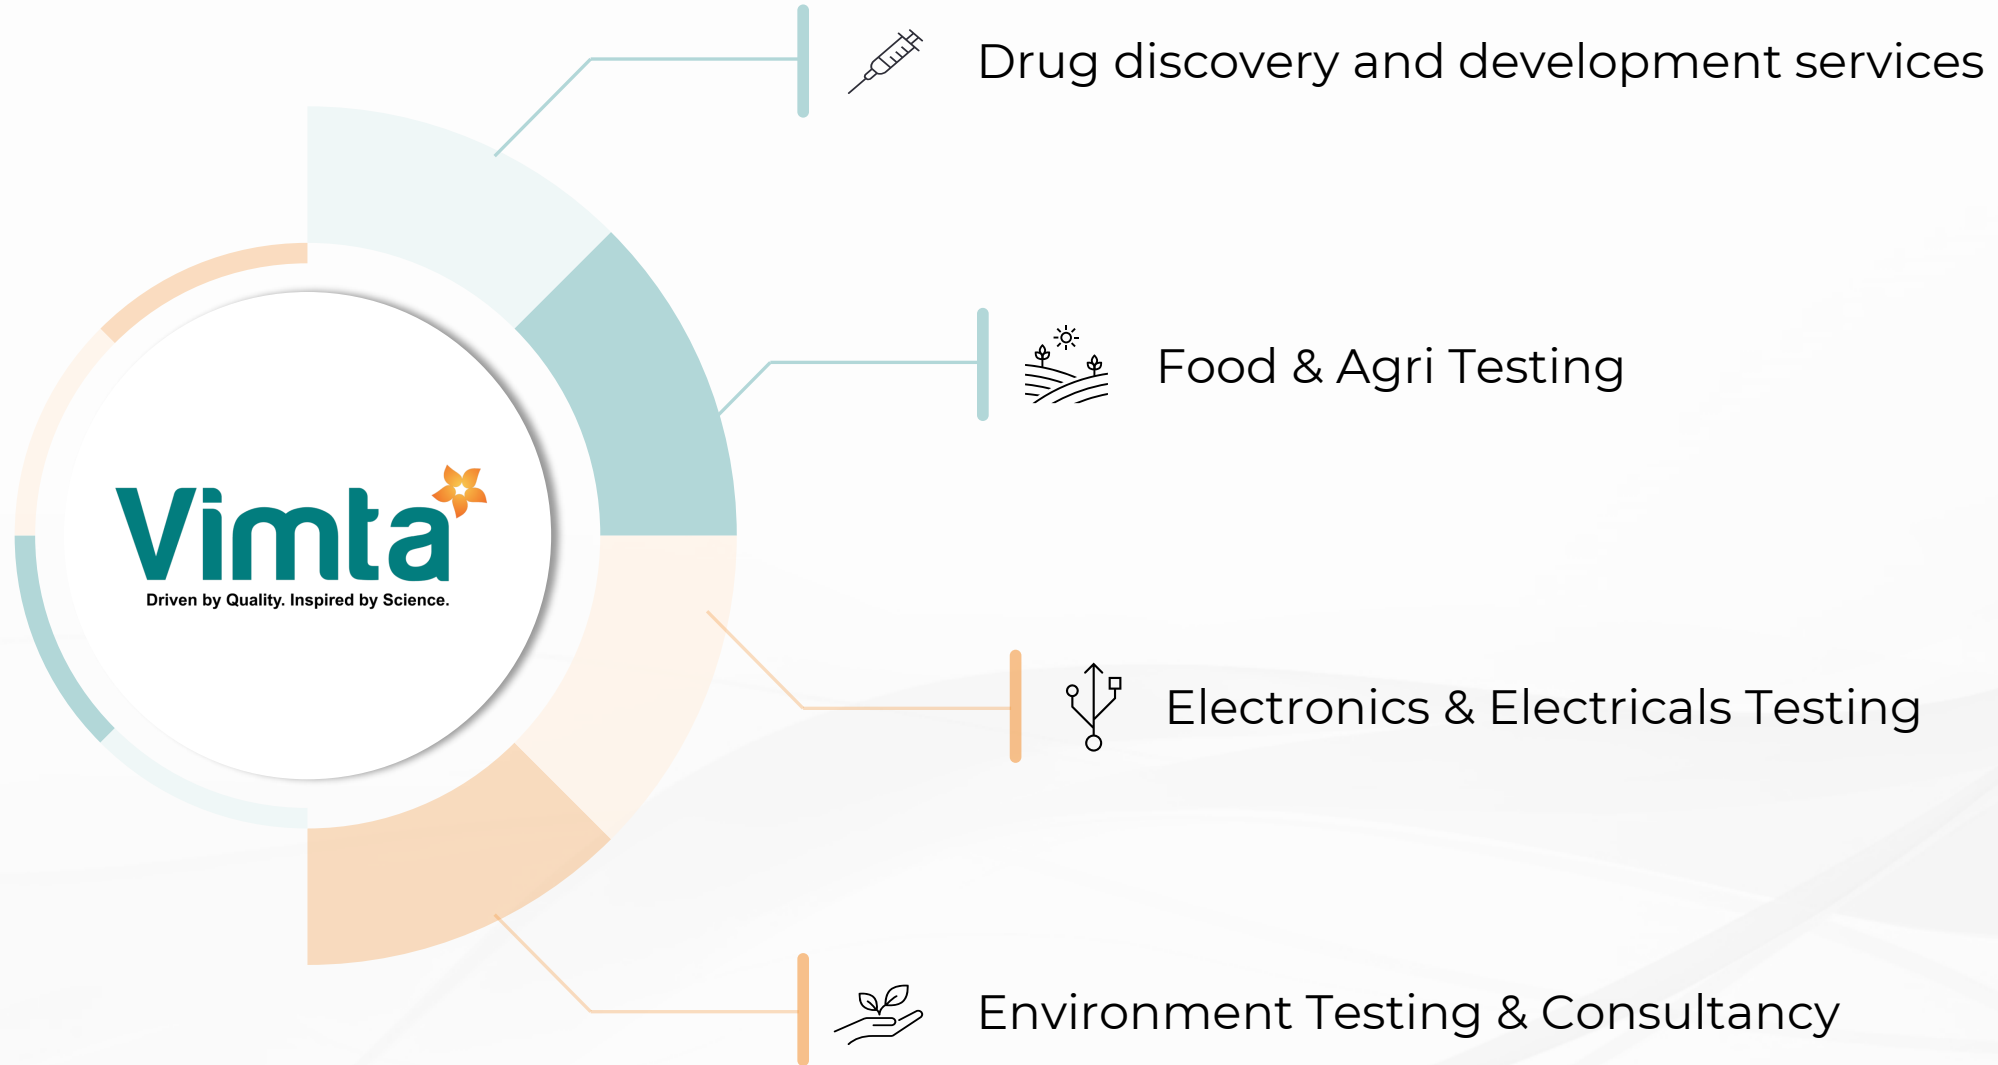 Drug discovery and development services
Food & Agri Testing
Vimta
Driven by Quality. Inspired by Science.
Electronics & Electricals Testing
Environment Testing & Consultancy